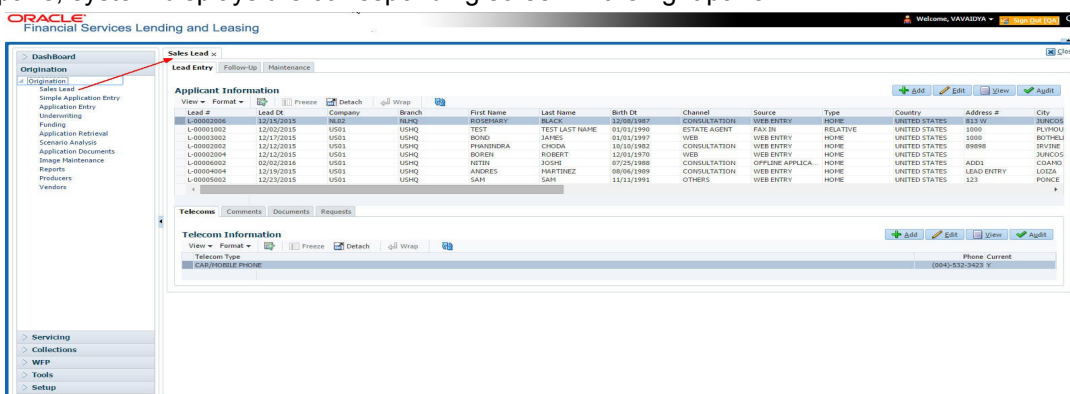 ORACLE
Financial Services Lending and Leasing
Welcome, VAVAIDYA
Sign Out [QA]
DashBoard
Origination
Origination
Sales Lead
Simple Application Entry
Application Entry
Underwriting
Funding
Application Retrieval
Scenario Analysis
Application Documents
Image Maintenance
Reports
Producers
Vendors
Servicing
Collections
WFP
Tools
Setup
Sales Lead x
Clos
Lead Entry Follow-Up Maintenance
Applicant Information
Add Edit View Audit
View Format Freeze Detach Wrap
Lead # Lead Dt Company Branch First Name Last Name Birth Dt Channel Source Type Country Address # City
L-00002006 12/15/2015 NL02 NLHQ ROSEMARY BLACK 12/08/1987 CONSULTATION WEB ENTRY HOME UNITED STATES 813 W JUNCOS
L-00001002 12/02/2015 US01 USHQ TEST TEST LAST NAME 01/01/1990 ESTATE AGENT FAX IN RELATIVE UNITED STATES 1000 PLYMOU
L-00003002 12/17/2015 US01 USHQ BOND JAMES 01/01/1997 WEB WEB ENTRY HOME UNITED STATES 1000 BOTHELL
L-00002002 12/12/2015 US01 USHQ PHANINDRA CHODA 10/10/1982 CONSULTATION WEB ENTRY HOME UNITED STATES 89898 IRVINE
L-00002004 12/12/2015 US01 USHQ BOREN ROBERT 12/01/1970 WEB WEB ENTRY HOME UNITED STATES JUNCOS
L-00006002 02/02/2016 US01 USHQ NITIN JOSHI 07/25/1988 CONSULTATION OFFLINE APPLICA... HOME UNITED STATES ADD1 COAMO
L-00004004 12/19/2015 US01 USHQ ANDRES MARTINEZ 08/06/1989 CONSULTATION WEB ENTRY HOME UNITED STATES LEAD ENTRY LOIZA
L-00005002 12/23/2015 US01 USHQ SAM SAM 11/11/1991 OTHERS WEB ENTRY HOME UNITED STATES 123 PONCE
Telecoms Comments Documents Requests
Telecom Information
Add Edit View Audit
View Format Freeze Detach Wrap
Telecom Type Phone Current
CAR/MOBILE PHONE (004)-532-3423 Y